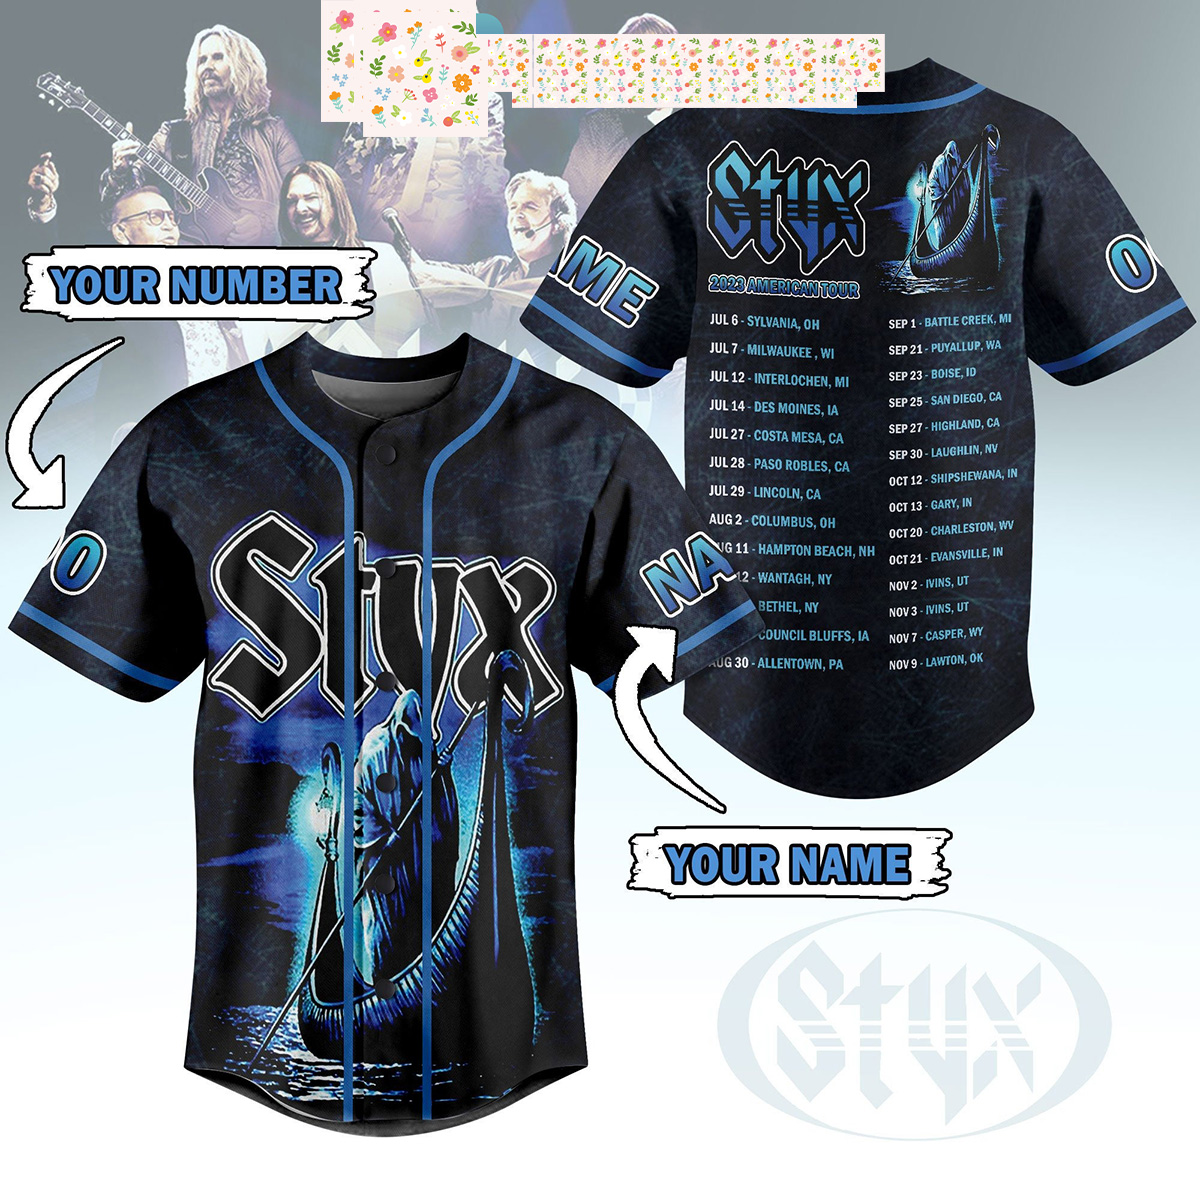 YOUR NUMBER
AME
00
Styx
2023 AMERICAN TOUR
JUL 6 - SYLVANIA, OH
JUL 7 - MILWAUKEE , WI
JUL 12 - INTERLOCHEN, MI
JUL 14 - DES MOINES, IA
JUL 27 - COSTA MESA, CA
JUL 28 - PASO ROBLES, CA
JUL 29 - LINCOLN, CA
AUG 2 - COLUMBUS, OH
UG 11 - HAMPTON BEACH, NH
12 - WANTAGH, NY
BETHEL, NY
COUNCIL BLUFFS, IA
AUG 30 - ALLENTOWN, PA
SEP 1 - BATTLE CREEK, MI
SEP 21 - PUYALLUP, WA
SEP 23 - BOISE, ID
SEP 25 - SAN DIEGO, CA
SEP 27 - HIGHLAND, CA
SEP 30 - LAUGHLIN, NV
OCT 12 - SHIPSHEWANA, IN
OCT 13 - GARY, IN
OCT 20 - CHARLESTON, WV
OCT 21 - EVANSVILLE, IN
NOV 2 - IVINS, UT
NOV 3 - IVINS, UT
NOV 7 - CASPER, WY
NOV 9 - LAWTON, OK
00
NA
Styx
YOUR NAME
Styx